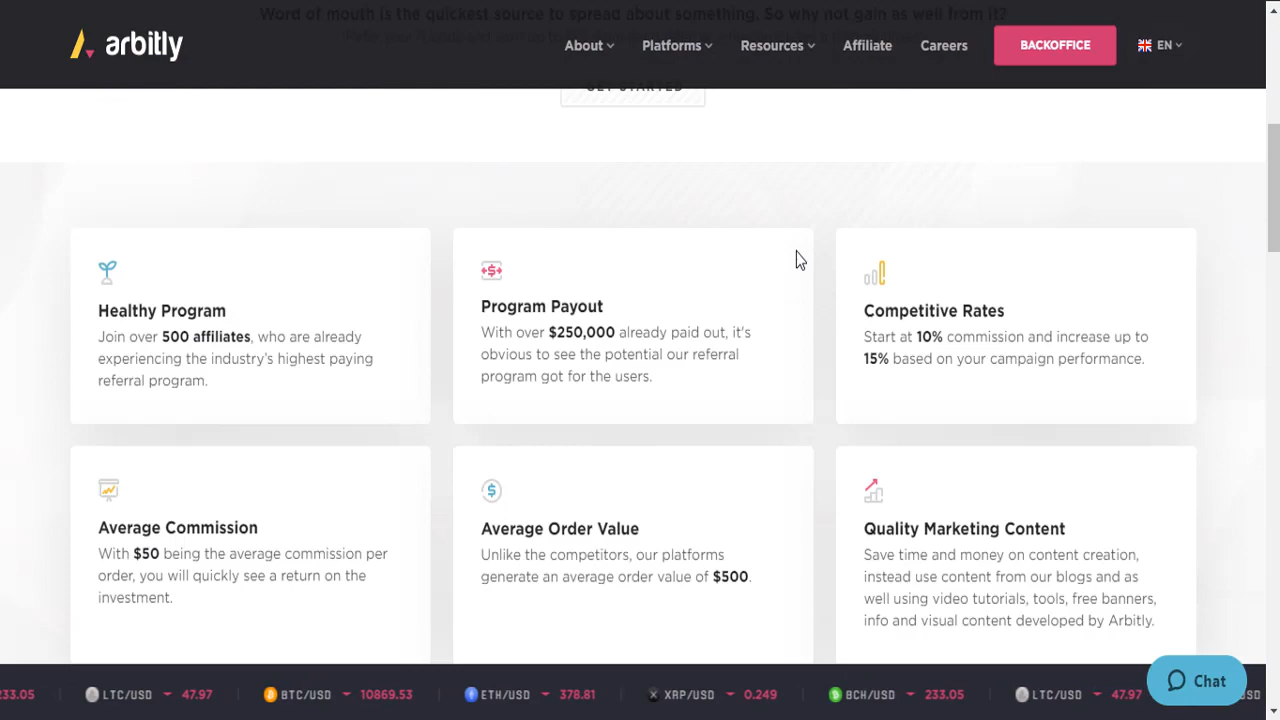 Word of mouth is the quickest source to spread about something. So why not gain as well from it?
arbitly
About
Platforms
Resources
Affiliate
Careers
BACKOFFICE
EN
GET STARTED
Healthy Program
Join over 500 affiliates, who are already
experiencing the industry's highest paying
referral program.
Program Payout
With over $250,000 already paid out, it's
obvious to see the potential our referral
program got for the users.
Competitive Rates
Start at 10% commission and increase up to
15% based on your campaign performance.
Average Commission
With $50 being the average commission per
order, you will quickly see a return on the
investment.
Average Order Value
Unlike the competitors, our platforms
generate an average order value of $500.
Quality Marketing Content
Save time and money on content creation,
instead use content from our blogs and as
well using video tutorials, tools, free banners,
info and visual content developed by Arbitly.
233.05
LTC/USD 47.97
BTC/USD 10869.53
ETH/USD 378.81
XRP/USD 0.249
BCH/USD 233.05
LTC/USD 47.97
Chat